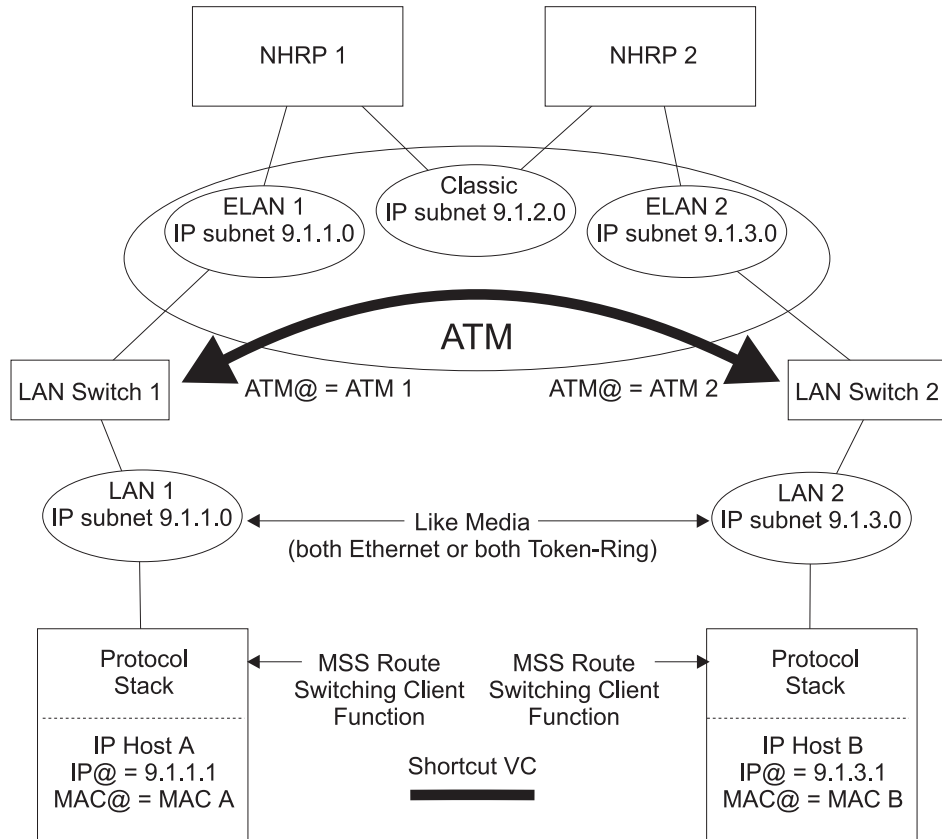 NHRP 1
NHRP 2
Classic
IP subnet 9.1.2.0
ELAN 1
IP subnet 9.1.1.0
ELAN 2
IP subnet 9.1.3.0
ATM
LAN Switch 1
ATM@ = ATM 1
ATM@ = ATM 2
LAN Switch 2
LAN 1
IP subnet 9.1.1.0
Like Media
(both Ethernet or both Token-Ring)
LAN 2
IP subnet 9.1.3.0
Protocol
Stack
MSS Route
Switching Client
Function
MSS Route
Switching Client
Function
Protocol
Stack
IP Host A
IP@ = 9.1.1.1
MAC@ = MAC A
Shortcut VC
IP Host B
IP@ = 9.1.3.1
MAC@ = MAC B